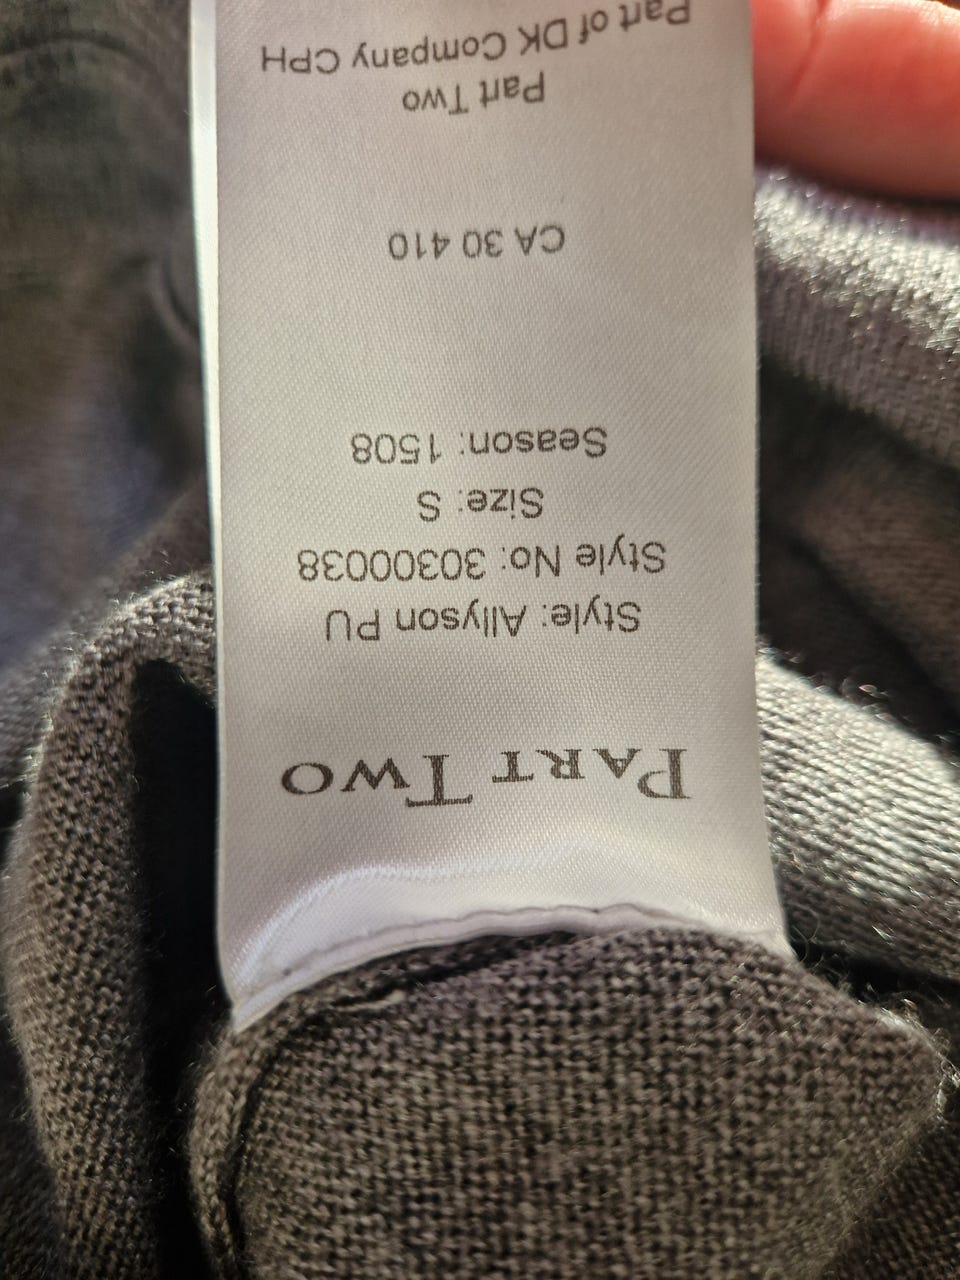 PART TWO
Style: Allyson PU
Style No: 30300038
Size: S
Season: 1508
CA 30 410
Part Two
Part of DK Company CPH